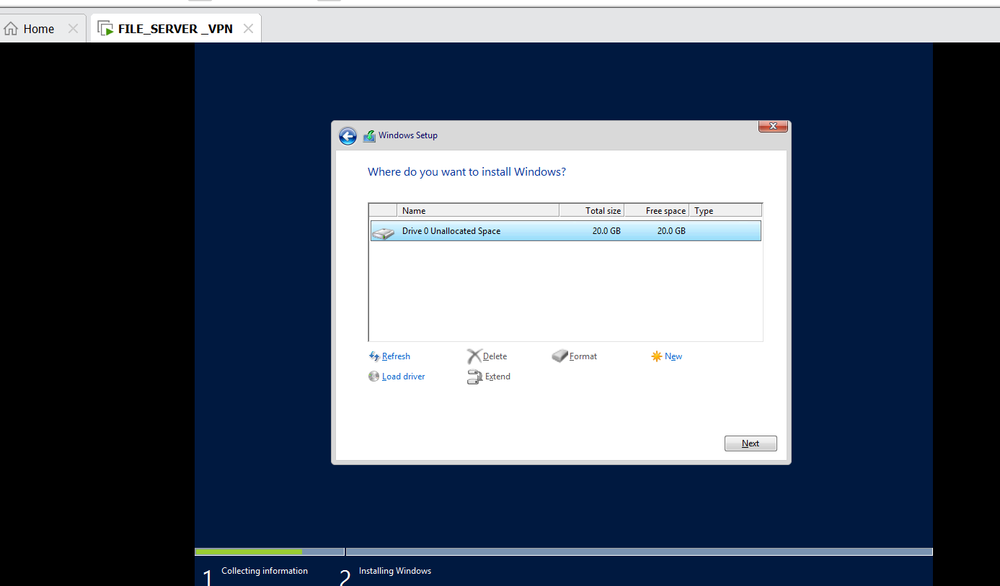 Home
FILE_SERVER _VPN
Windows Setup
Where do you want to install Windows?
Name Total size Free space Type
Drive 0 Unallocated Space 20.0 GB 20.0 GB
Refresh Delete Format New
Load driver Extend
Next
1 Collecting information 2 Installing Windows